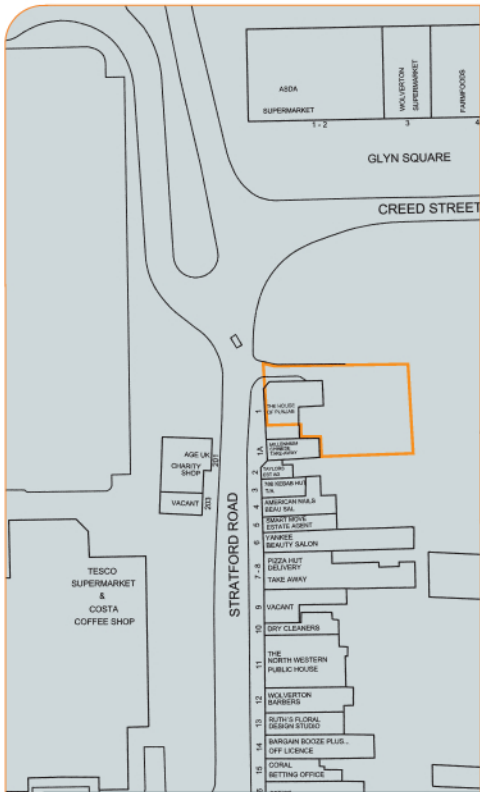 ASDA
SUPERMARKET
1 - 2
WOLVERTON
SUPERMARKET
3
FARMFOODS
4
GLYN SQUARE
CREED STREET
1
THE HOUSE
OF PUNJAB
1A
MILLENNIUM
CHINESE
TAKEAWAY
2
TAYLORS
EST AG
3
THE KEBAB HUT
T/A
4
AMERICAN NAILS
BEAU SAL
5
SMART MOVE
ESTATE AGENT
6
YANKEE
BEAUTY SALON
7 - 8
PIZZA HUT
DELIVERY
TAKE AWAY
9
VACANT
10
DRY CLEANERS
11
THE
NORTH WESTERN
PUBLIC HOUSE
12
WOLVERTON
BARBERS
13
RUTH'S FLORAL
DESIGN STUDIO
14
BARGAIN BOOZE PLUS...
OFF LICENCE
15
CORAL
BETTING OFFICE
AGE UK
CHARITY
SHOP
201
VACANT
203
STRATFORD ROAD
TESCO
SUPERMARKET
&
COSTA
COFFEE SHOP